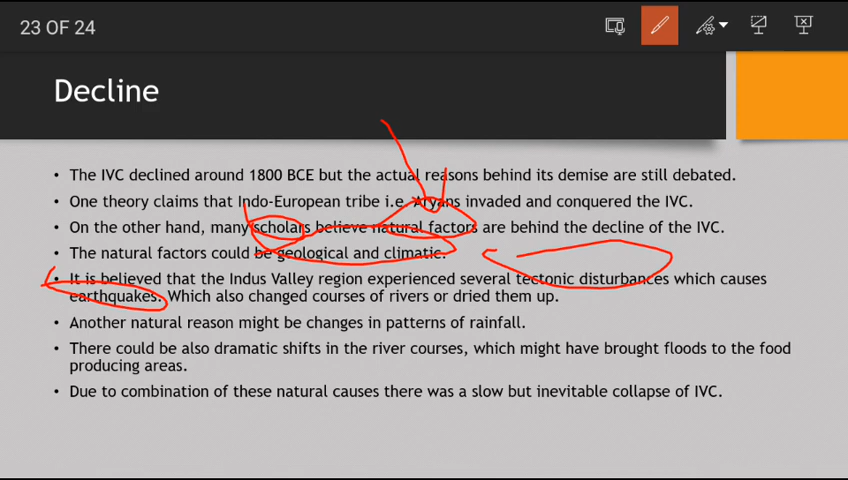 23 OF 24
Decline
• The IVC declined around 1800 BCE but the actual reasons behind its demise are still debated.
• One theory claims that Indo-European tribe i.e. Aryans invaded and conquered the IVC.
• On the other hand, many scholars believe natural factors are behind the decline of the IVC.
• The natural factors could be geological and climatic.
• It is believed that the Indus Valley region experienced several tectonic disturbances which causes
earthquakes. Which also changed courses of rivers or dried them up.
• Another natural reason might be changes in patterns of rainfall.
• There could be also dramatic shifts in the river courses, which might have brought floods to the food
producing areas.
• Due to combination of these natural causes there was a slow but inevitable collapse of IVC.